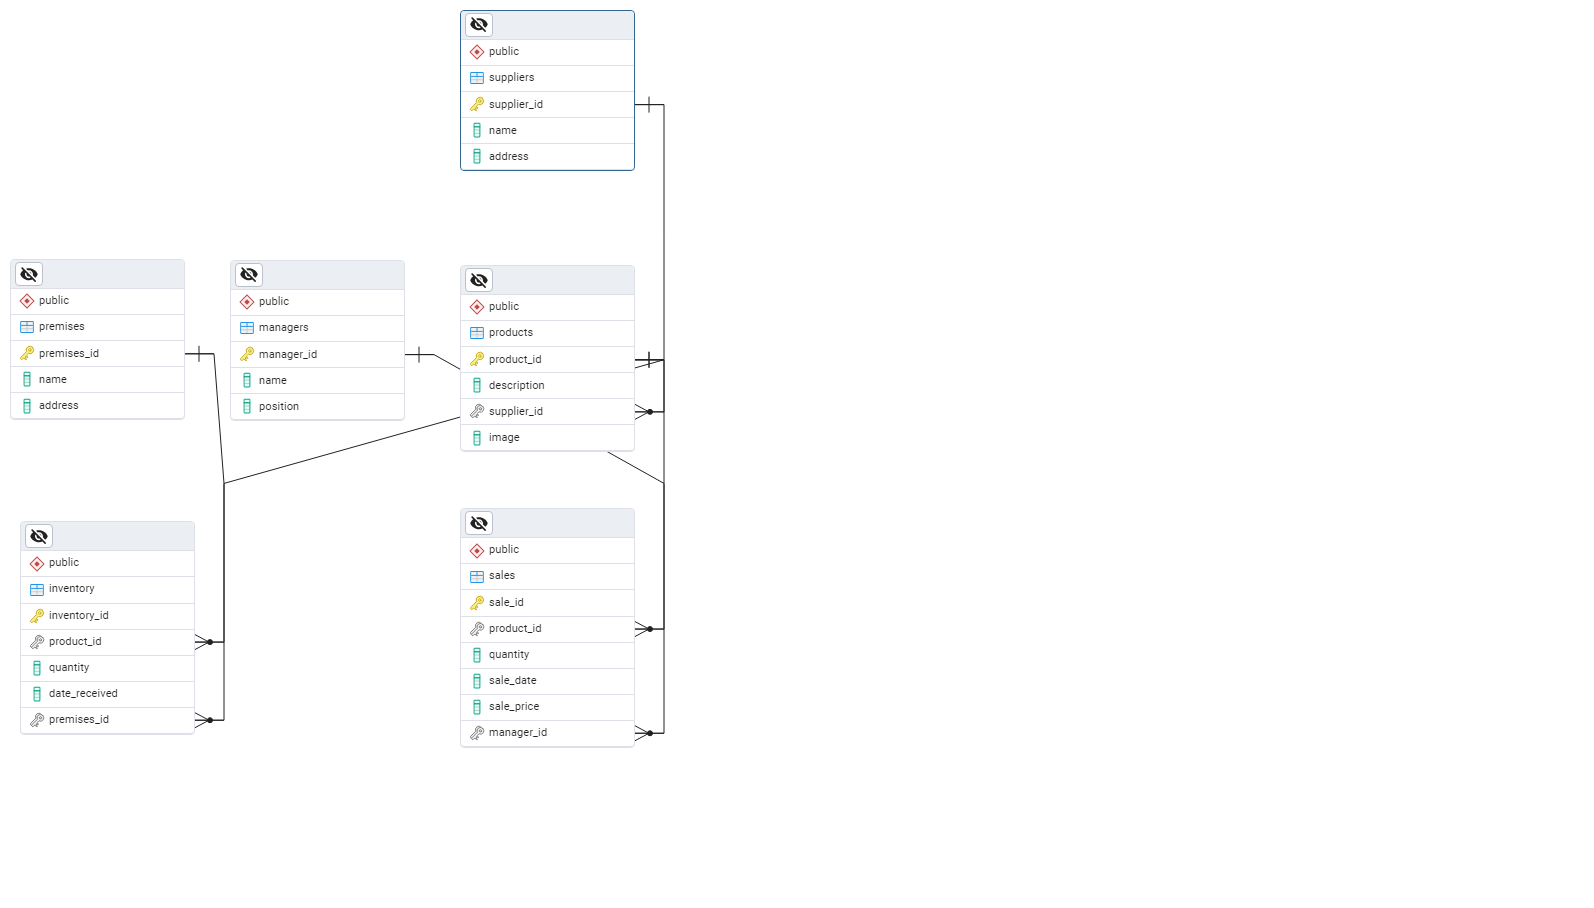 public
suppliers
supplier_id
name
address
public
premises
premises_id
name
address
public
managers
manager_id
name
position
public
products
product_id
description
supplier_id
image
public
inventory
inventory_id
product_id
quantity
date_received
premises_id
public
sales
sale_id
product_id
quantity
sale_date
sale_price
manager_id